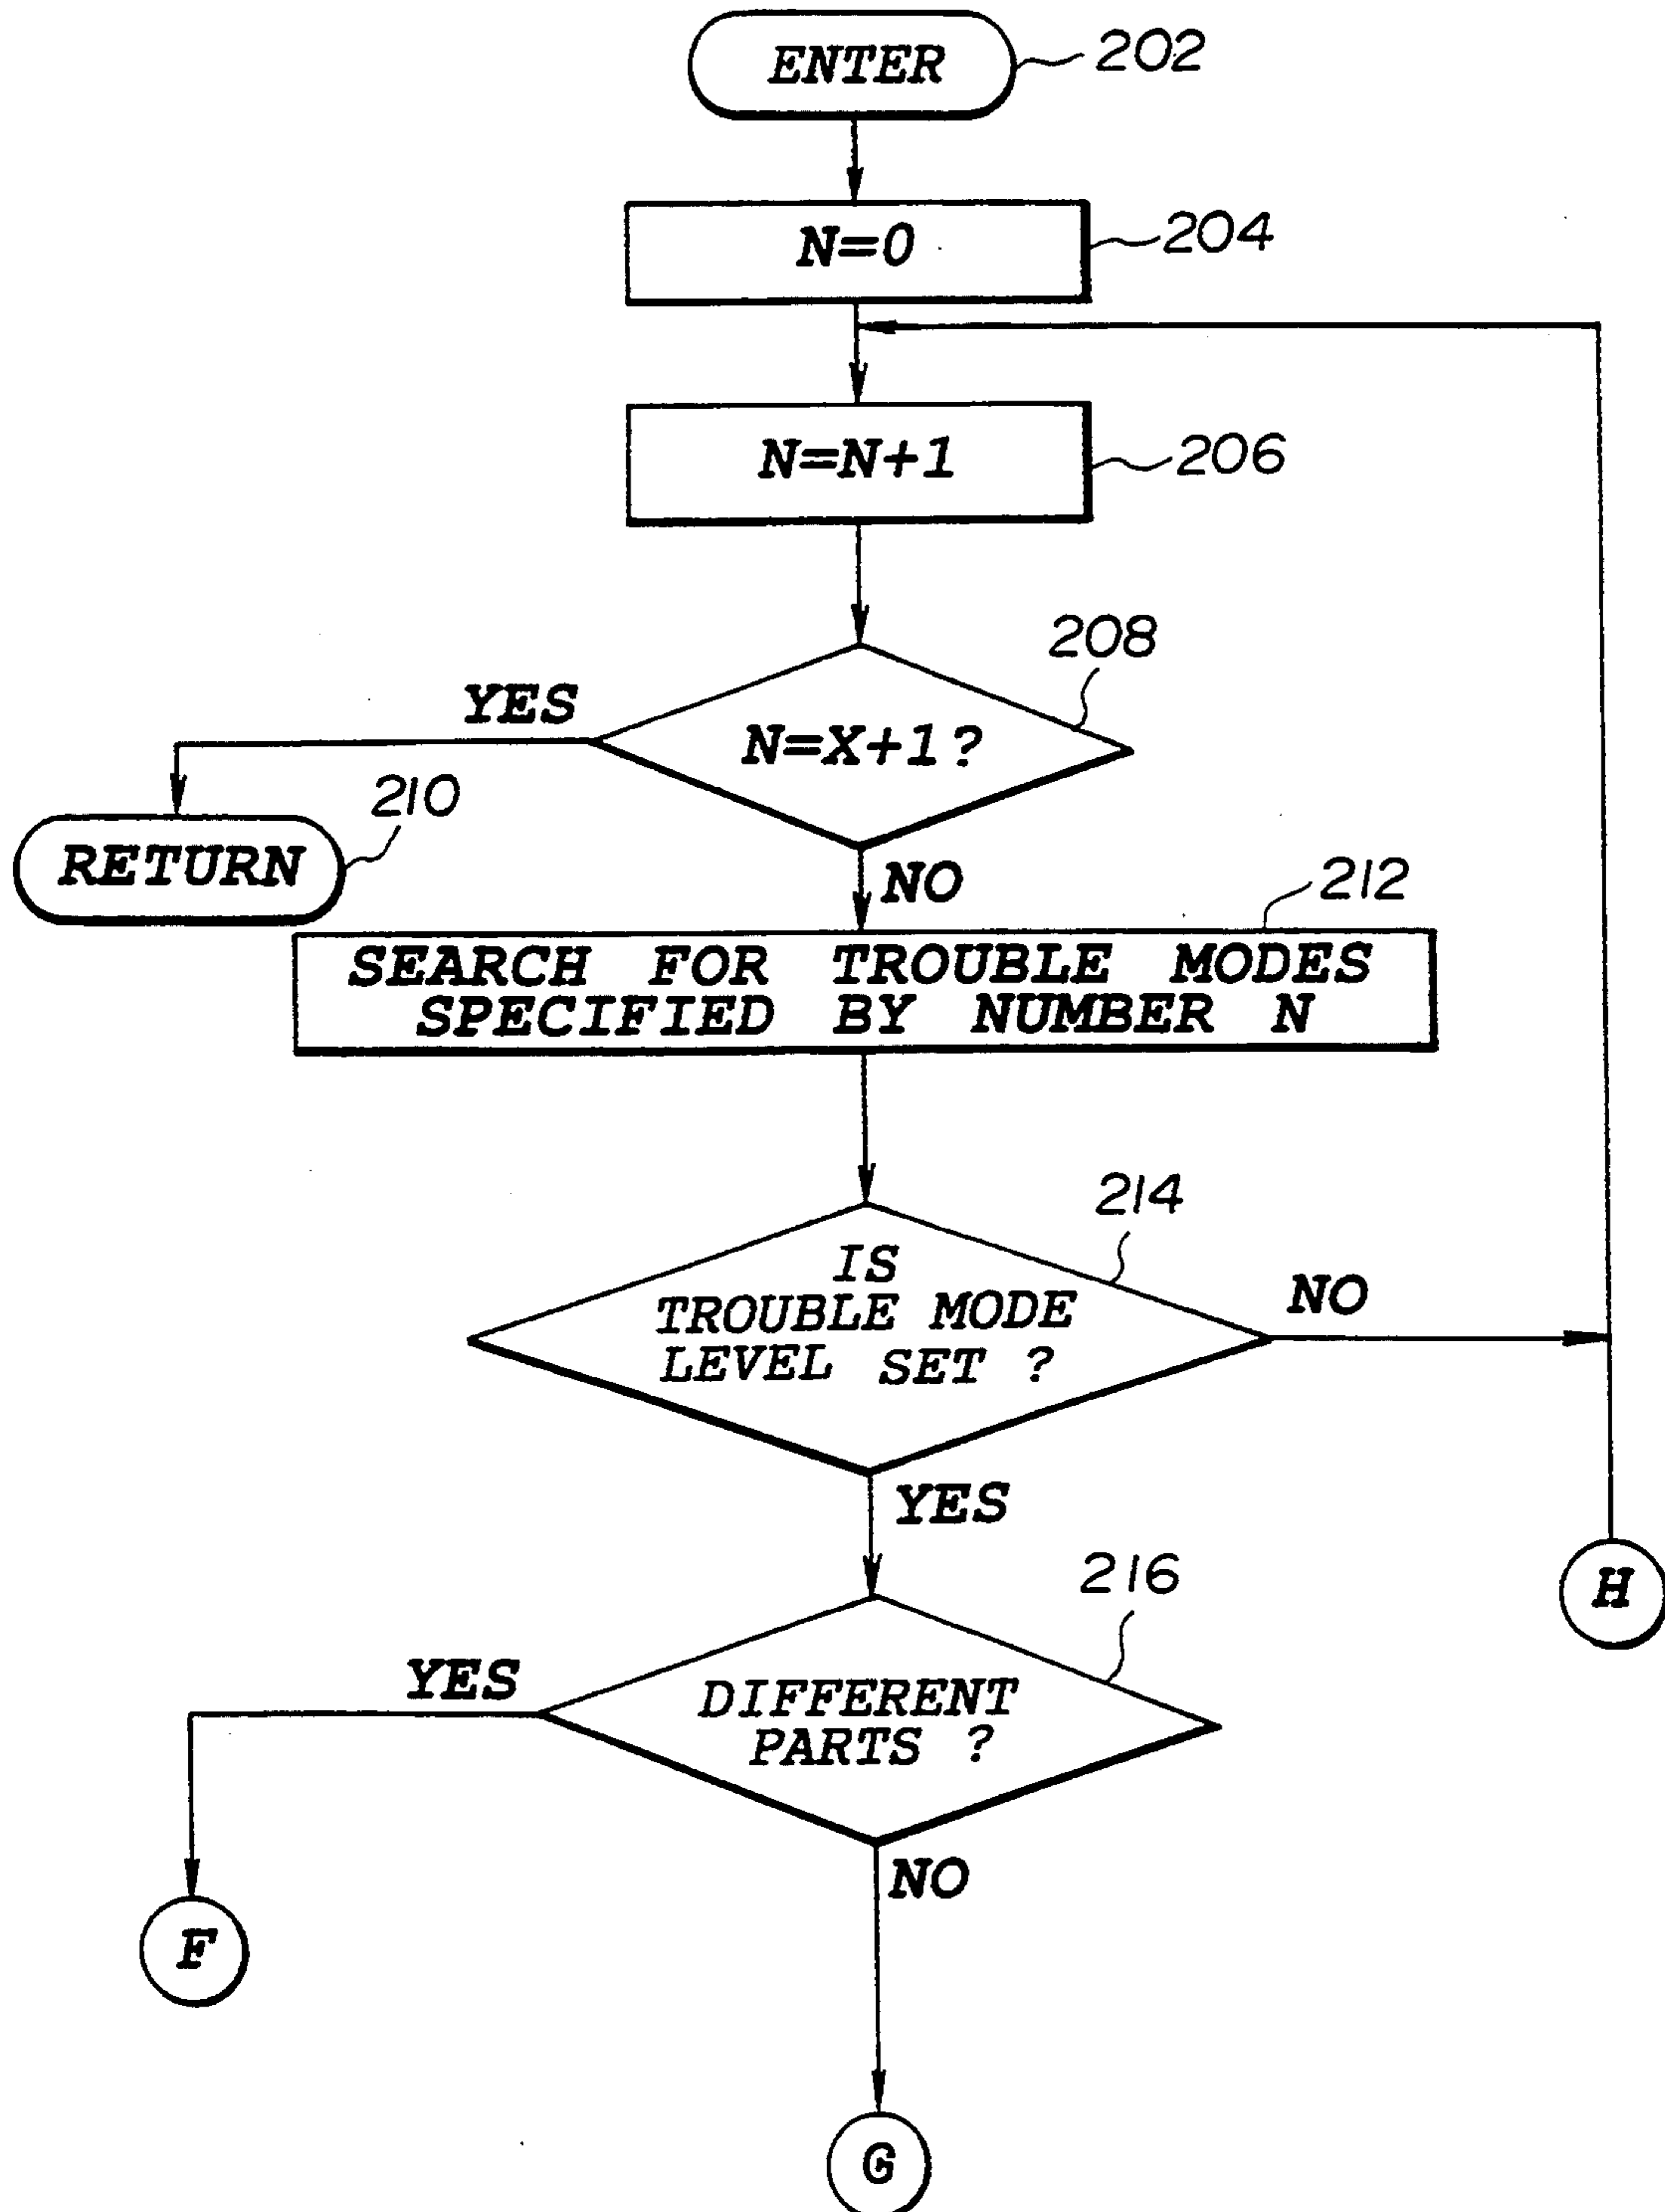 ENTER
202
N=0
204
N=N+1
206
208
YES
N=X+1?
210
RETURN
NO
212
SEARCH FOR TROUBLE MODES
SPECIFIED BY NUMBER N
214
IS
TROUBLE MODE
LEVEL SET ?
NO
YES
216
H
YES
DIFFERENT
PARTS ?
NO
F
G